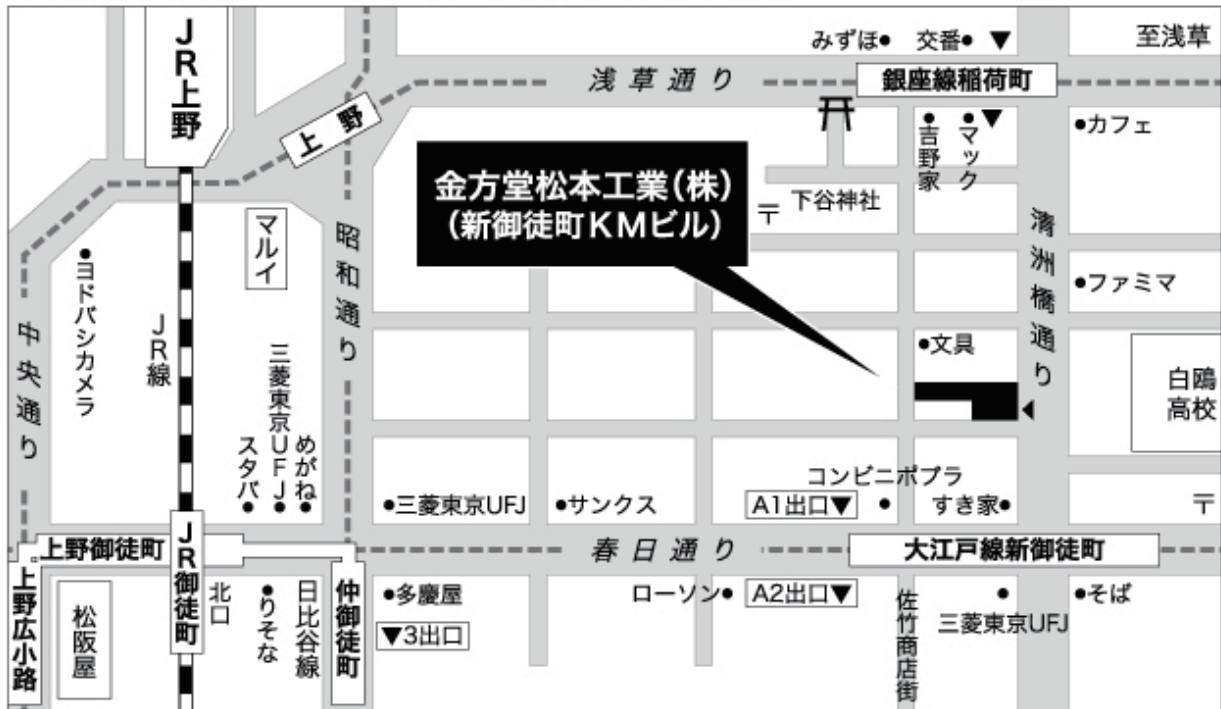 JR上野
みずほ
交番
至浅草
浅草通り
銀座線稲荷町
上野
吉野家
マック
カフェ
金方堂松本工業(株)
(新御徒町KMビル)
下谷神社
〒
マルイ
昭和通り
清洲橋通り
ヨドバシカメラ
ファミマ
中央通り
JR線
文具
白鴎
高校
三菱東京UFJ
スタバ
めがね
コンビニポプラ
三菱東京UFJ
サンクス
A1出口▼
すき家
〒
上野御徒町
JR御徒町
春日通り
大江戸線新御徒町
上野広小路
松阪屋
北口
りそな
日比谷線
仲御徒町
多慶屋
▼3出口
ローソン
A2出口▼
佐竹商店街
三菱東京UFJ
そば